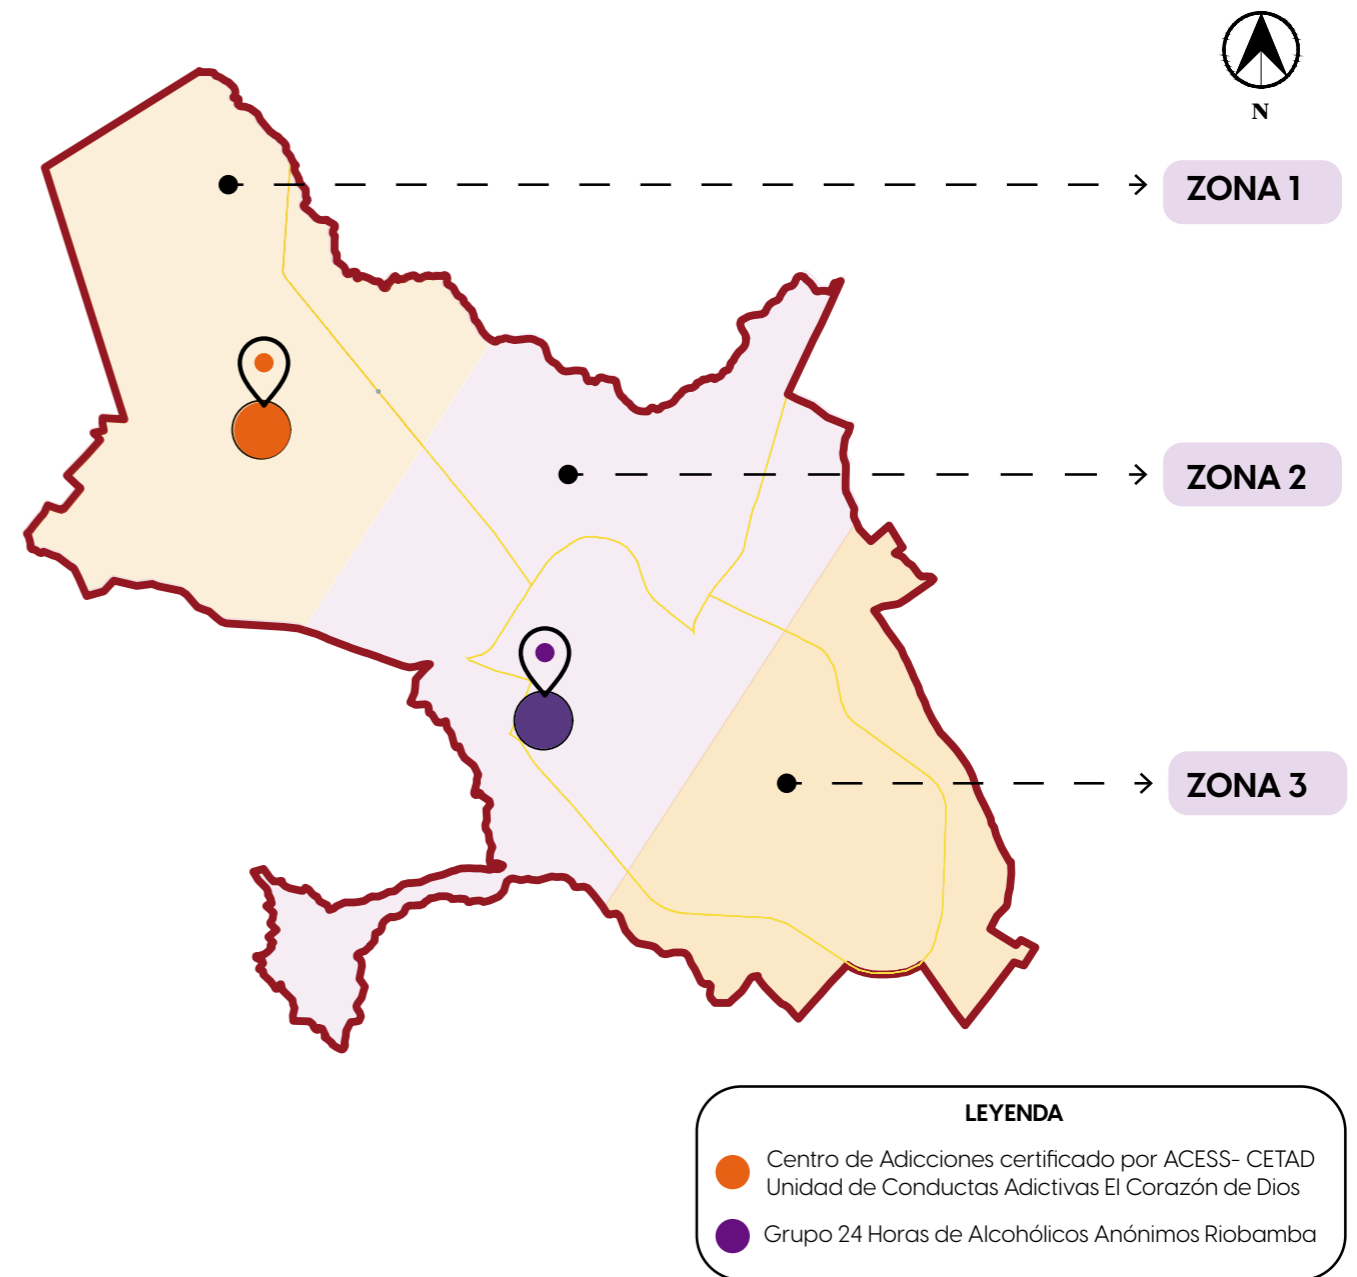 N
ZONA 1
ZONA 2
ZONA 3
LEYENDA
Centro de Adicciones certificado por ACESS- CETAD
Unidad de Conductas Adictivas El Corazón de Dios
Grupo 24 Horas de Alcohólicos Anónimos Riobamba